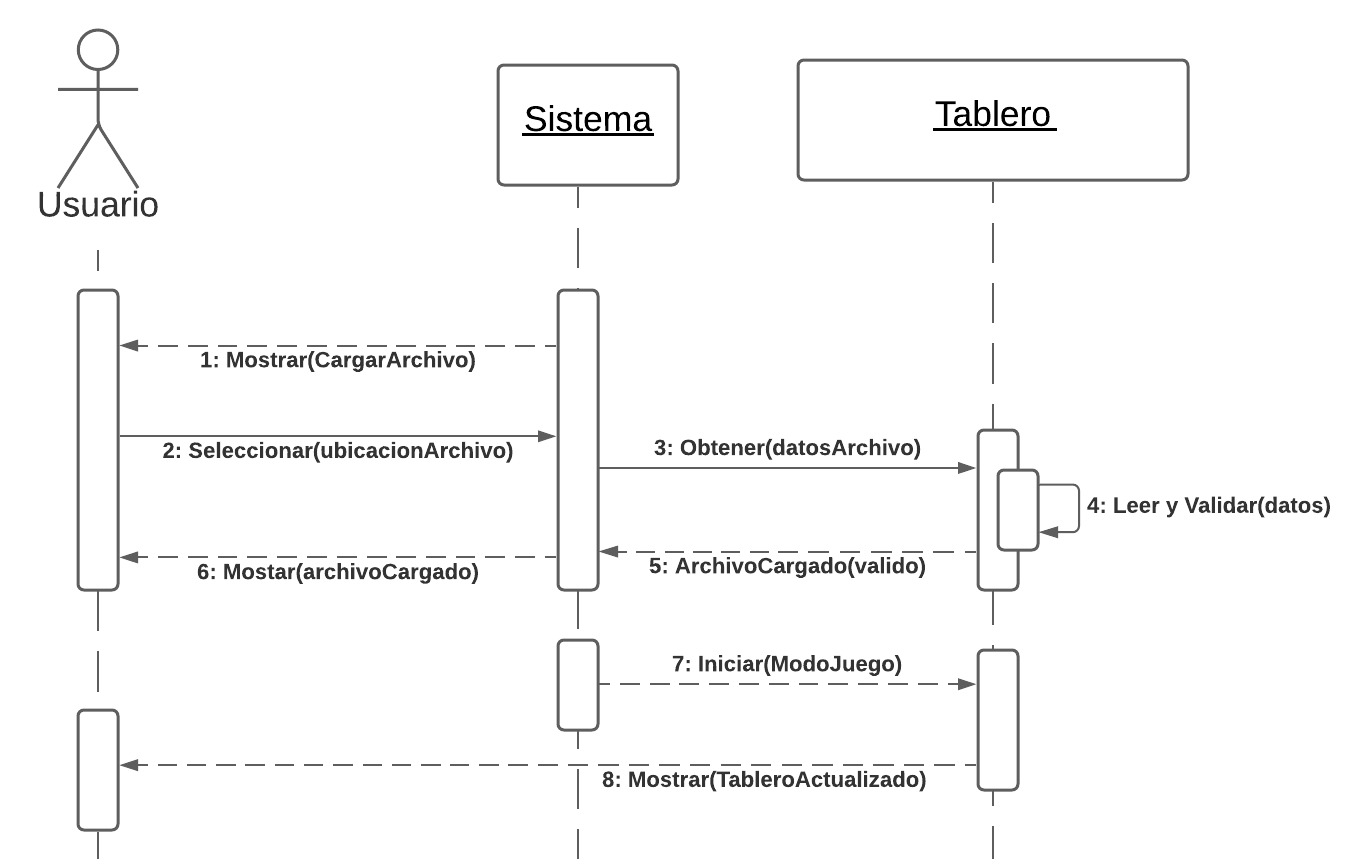 Usuario
Sistema
Tablero
1: Mostrar(CargarArchivo)
2: Seleccionar(ubicacionArchivo)
3: Obtener(datosArchivo)
4: Leer y Validar(datos)
5: ArchivoCargado(valido)
6: Mostar(archivoCargado)
7: Iniciar(ModoJuego)
8: Mostrar(TableroActualizado)